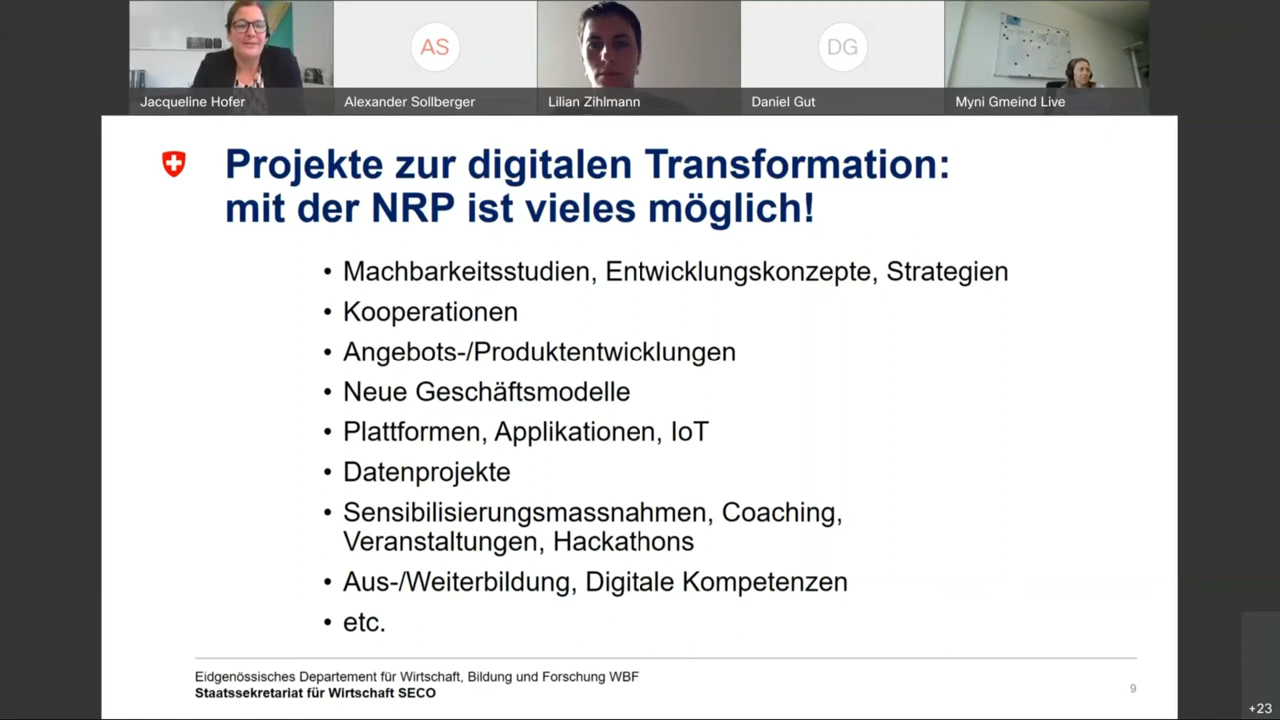 Jacqueline Hofer
AS
Alexander Sollberger
Lilian Zihlmann
DG
Daniel Gut
Myni Gmeind Live
Projekte zur digitalen Transformation:
mit der NRP ist vieles möglich!
• Machbarkeitsstudien, Entwicklungskonzepte, Strategien
• Kooperationen
• Angebots-/Produktentwicklungen
• Neue Geschäftsmodelle
• Plattformen, Applikationen, IoT
• Datenprojekte
• Sensibilisierungsmassnahmen, Coaching,
Veranstaltungen, Hackathons
• Aus-/Weiterbildung, Digitale Kompetenzen
• etc.
Eidgenössisches Departement für Wirtschaft, Bildung und Forschung WBF
Staatssekretariat für Wirtschaft SECO
9
+23